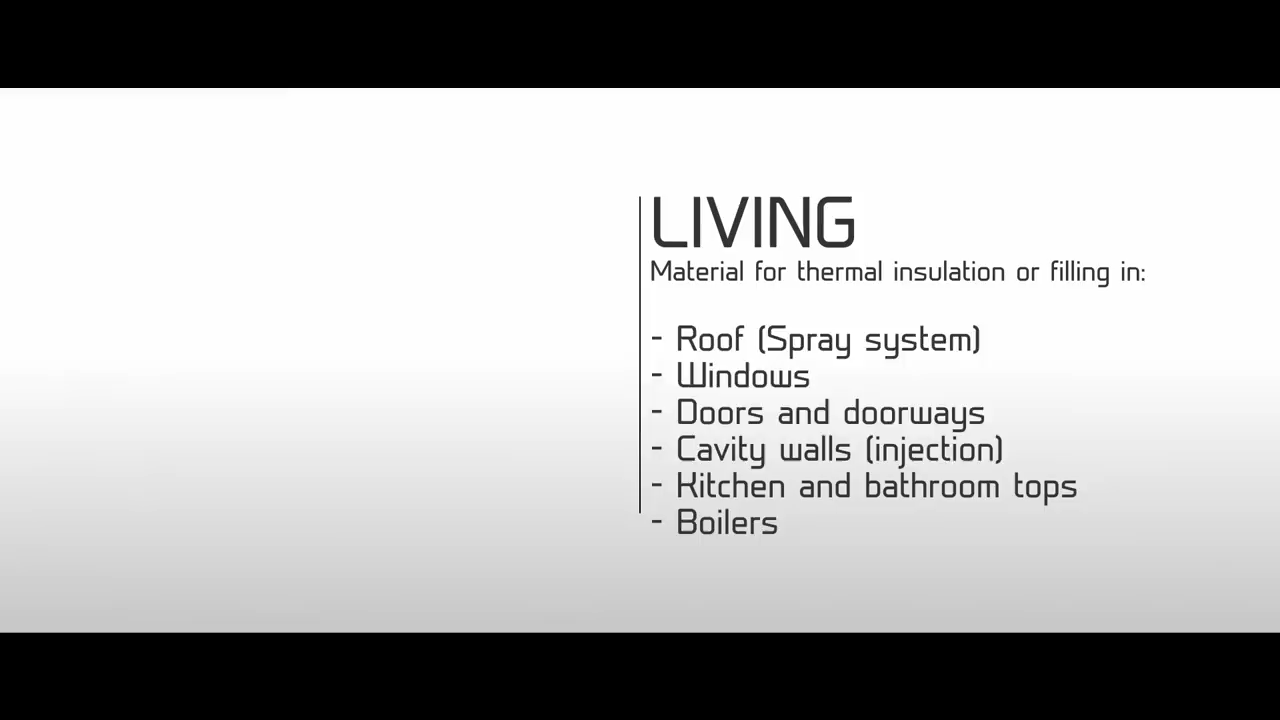 LIVING
Material for thermal insulation or filling in:
- Roof (Spray system)
- Windows
- Doors and doorways
- Cavity walls (injection)
- Kitchen and bathroom tops
- Boilers